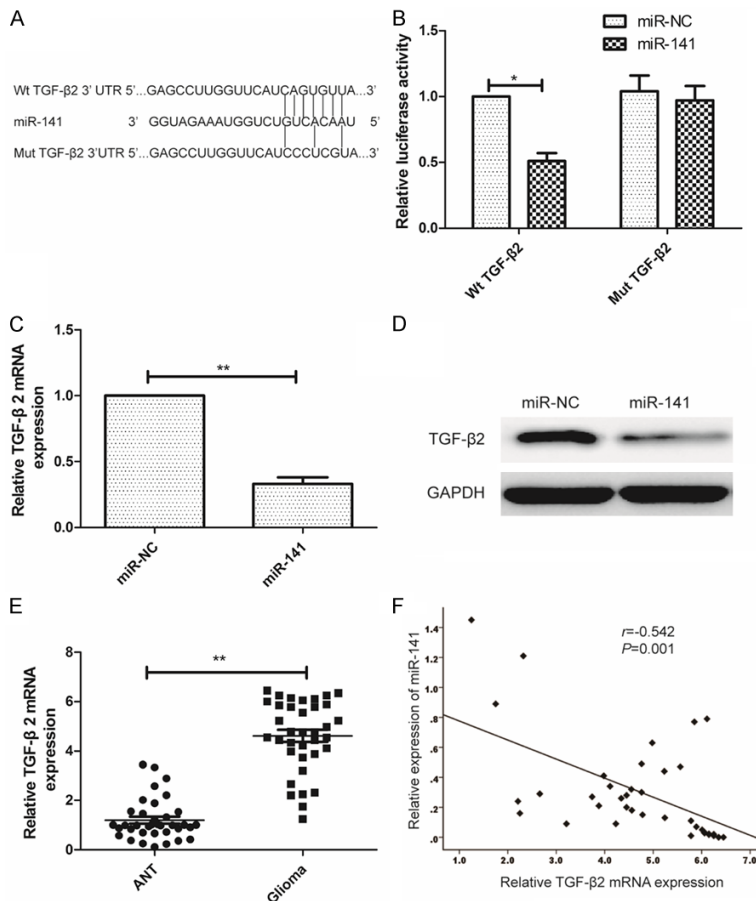 A
Wt TGF-β2 3' UTR 5'...GAGCCUUGGUUCAUCAGUGUUA...3'
miR-141 3' GGUAGAAAUGGUCUGUCACAAU 5'
Mut TGF-β2 3'UTR 5'...GAGCCUUGGUUCAUCCCUCGUA...3'
B
miR-NC
miR-141
Relative luciferase activity
1.5
1.0
0.5
0.0
*
Wt TGF-β2
Mut TGF-β2
C
Relative TGF-β 2 mRNA
expression
1.5
1.0
0.5
0.0
**
miR-NC
miR-141
D
miR-NC miR-141
TGF-β2
GAPDH
E
Relative TGF-β 2 mRNA
expression
8
6
4
2
0
**
ANT
Glioma
F
Relative expression of miR-141
r=-0.542
P=0.001
1.4
1.2
1.0
.8
.6
.4
.2
.0
1.0 2.0 3.0 4.0 5.0 6.0 7.0
Relative TGF-β2 mRNA expression